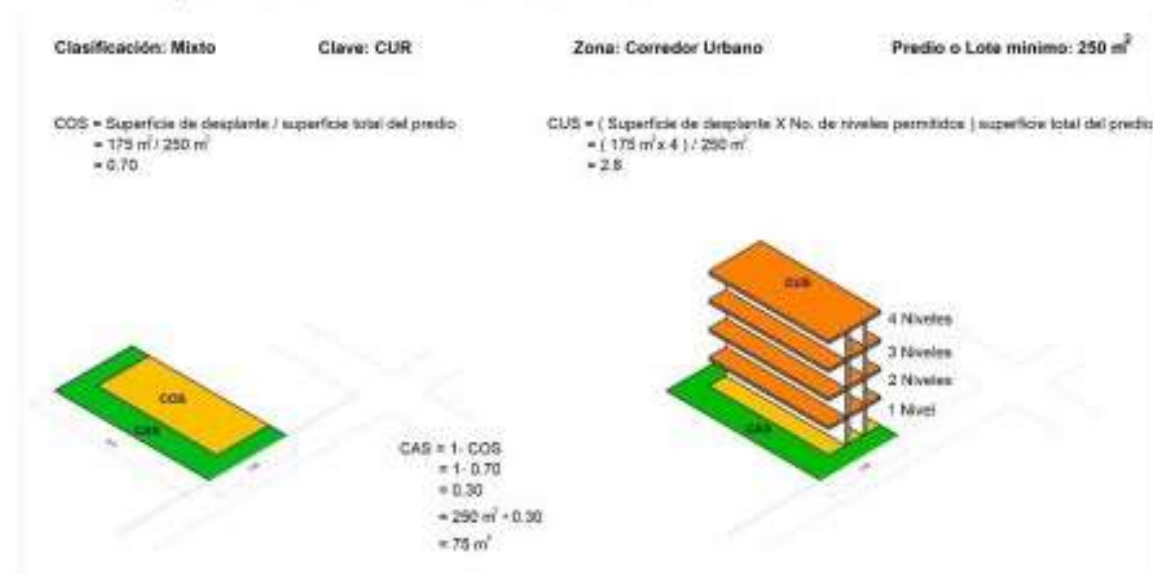 Clasificación: Mixto Clave: CUR Zona: Corredor Urbano Predio o Lote minimo: 250 m²
COS = Superficie de desplante / superficie total del predio
= 175 m² / 250 m²
= 0.70
CUS = ( Superficie de desplante X No. de niveles permitidos ) superficie total del predio
= ( 175 m² x 4 ) / 250 m²
= 2.8
COS
CAS
CAS = 1- COS
= 1- 0.70
= 0.30
= 250 m² * 0.30
= 75 m²
CUS
4 Niveles
3 Niveles
2 Niveles
1 Nivel
CAS